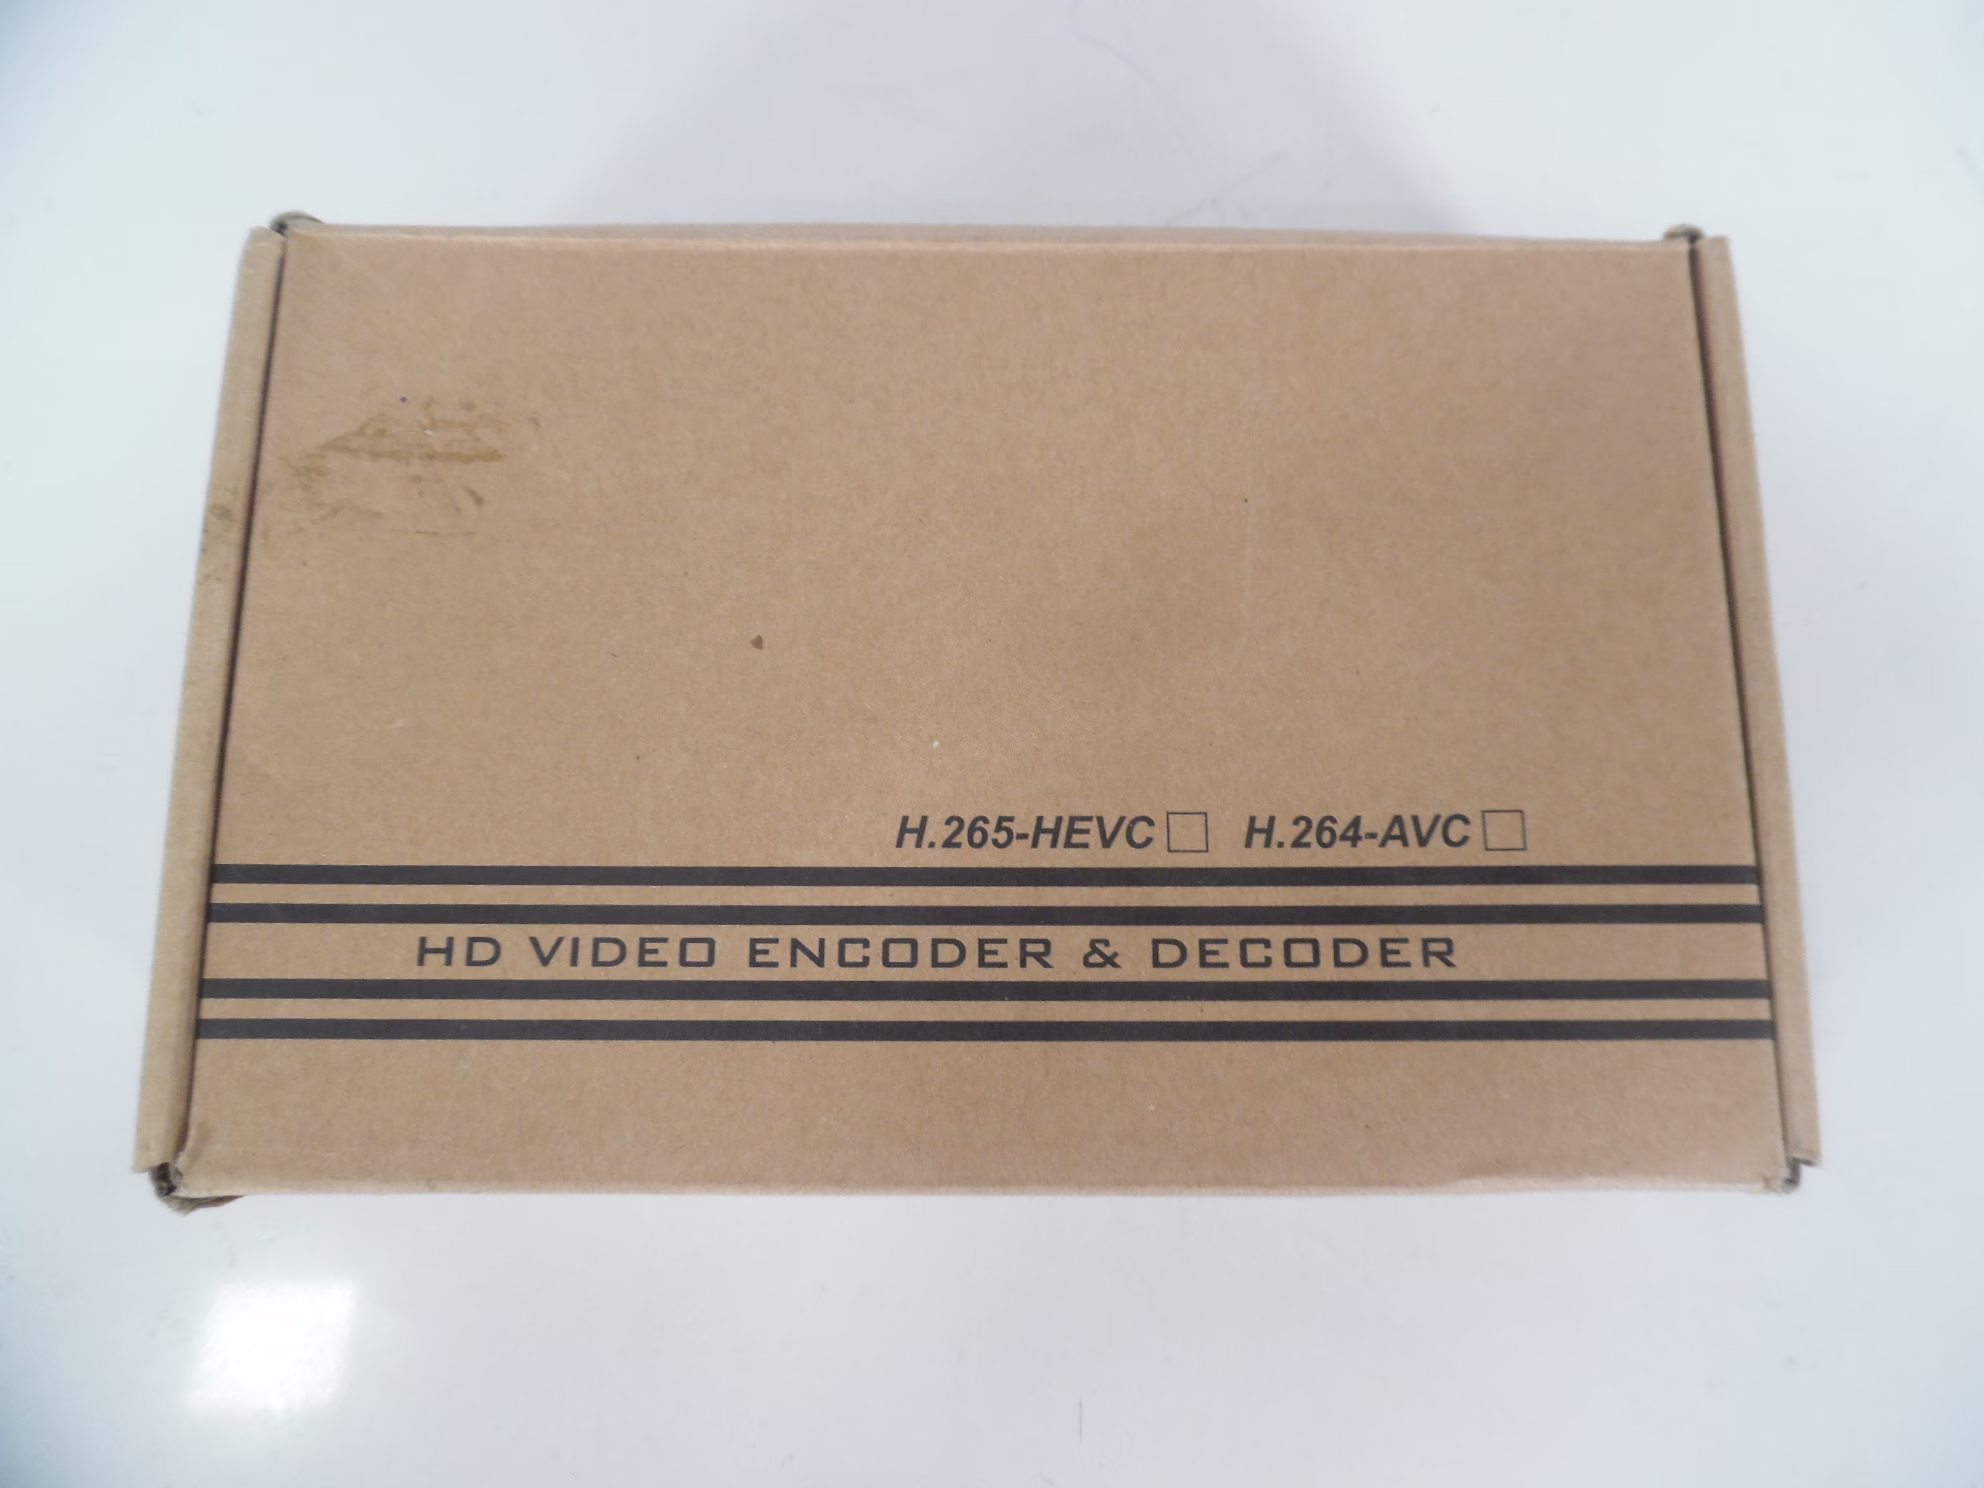 H.265-HEVC☐ H.264-AVC☐
HD VIDEO ENCODER & DECODER